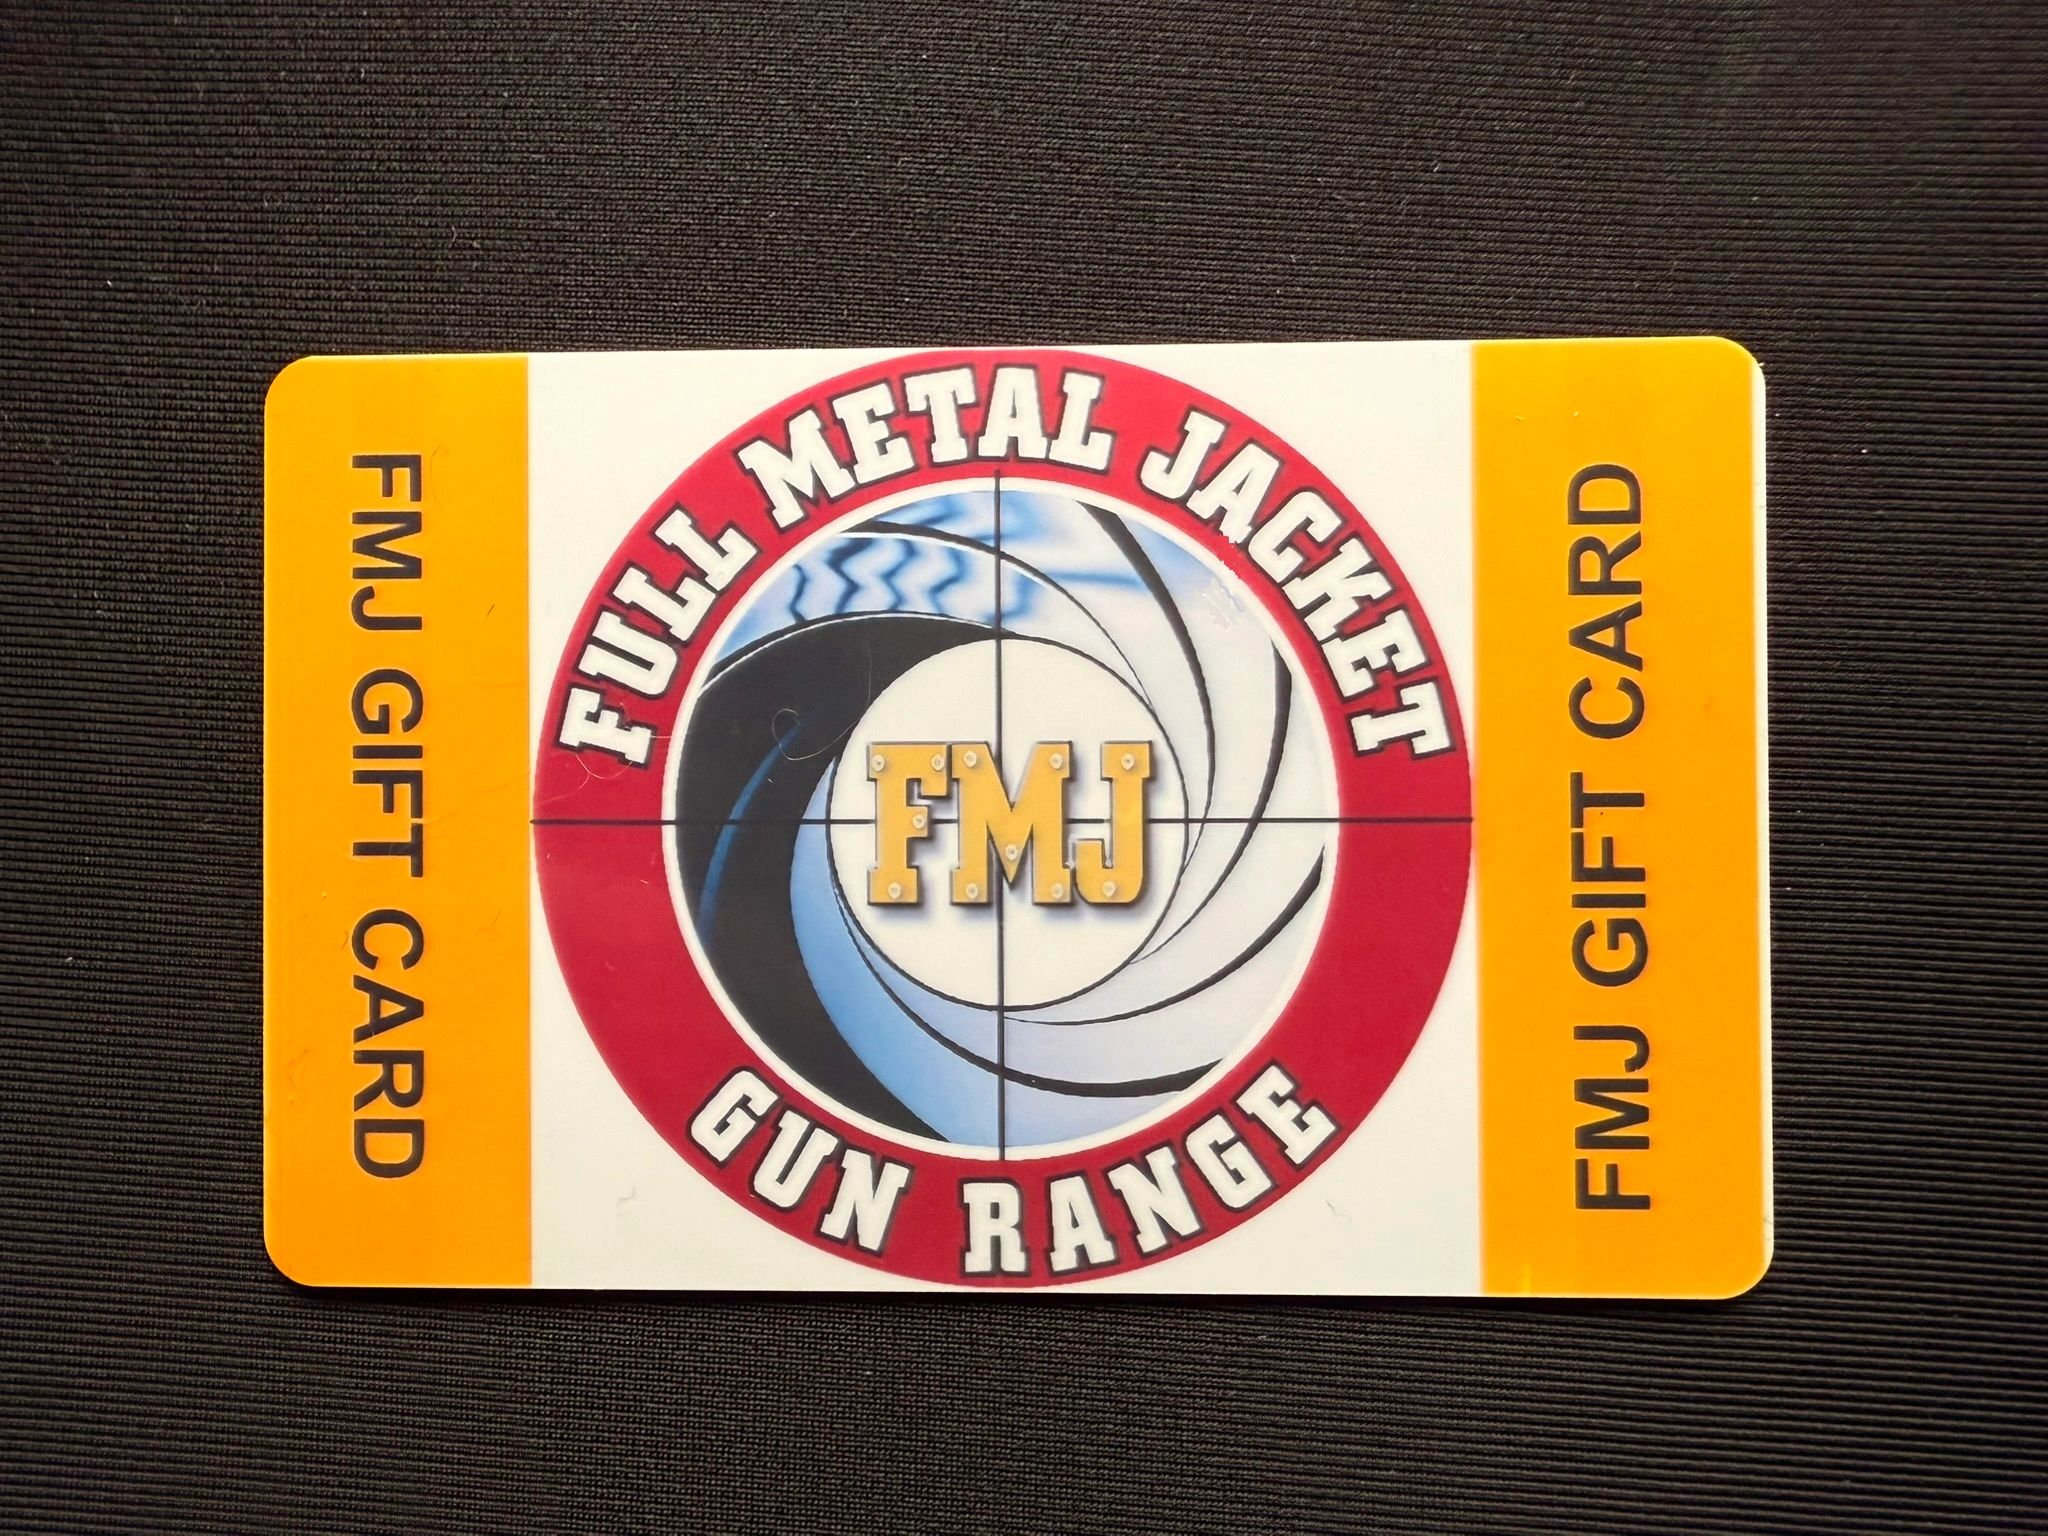 FMJ GIFT CARD
FULL METAL JACKET
FMJ
GUN RANGE
FMJ GIFT CARD